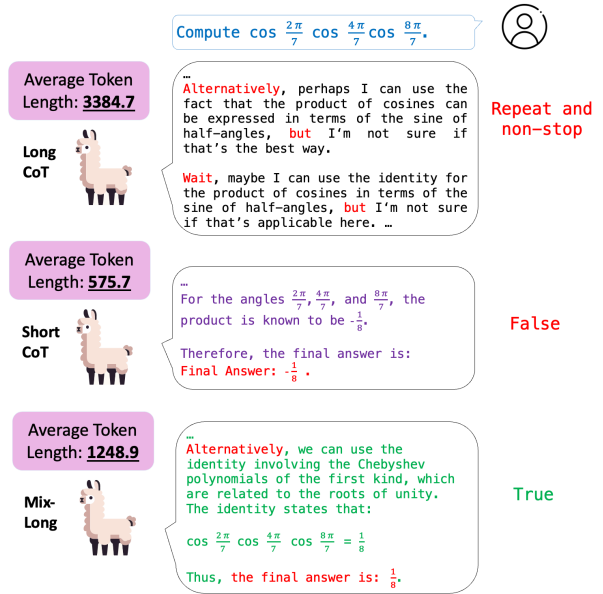 Compute cos 2π/7 cos 4π/7 cos 8π/7.
Average Token
Length: 3384.7
Long
CoT
…
Alternatively, perhaps I can use the
fact that the product of cosines can
be expressed in terms of the sine of
half-angles, but I'm not sure if
that's the best way.
Wait, maybe I can use the identity for
the product of cosines in terms of the
sine of half-angles, but I'm not sure
if that's applicable here. …
Repeat and
non-stop
Average Token
Length: 575.7
Short
CoT
…
For the angles 2π/7, 4π/7, and 8π/7, the
product is known to be -1/8.
Therefore, the final answer is:
Final Answer: -1/8 .
False
Average Token
Length: 1248.9
Mix-
Long
…
Alternatively, we can use the
identity involving the Chebyshev
polynomials of the first kind, which
are related to the roots of unity.
The identity states that:
cos 2π/7 cos 4π/7 cos 8π/7 = 1/8
Thus, the final answer is: 1/8.
True